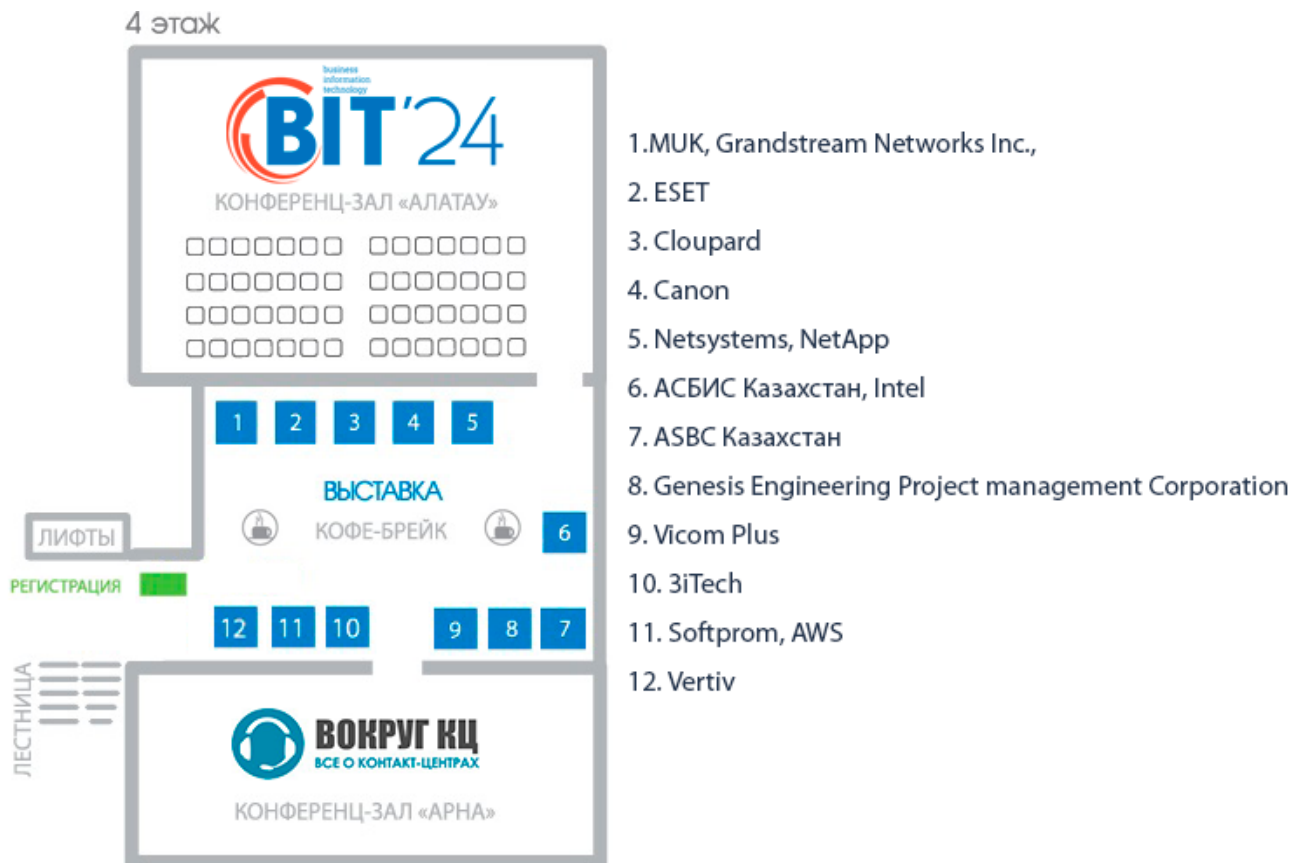 4 этаж
business
information
technology
BIT'24
КОНФЕРЕНЦ-ЗАЛ «АЛАТАУ»
1 2 3 4 5
ВЫСТАВКА
КОФЕ-БРЕЙК
6
ЛИФТЫ
РЕГИСТРАЦИЯ
12 11 10 9 8 7
ЛЕСТНИЦА
ВОКРУГ КЦ
ВСЕ О КОНТАКТ-ЦЕНТРАХ
КОНФЕРЕНЦ-ЗАЛ «АРНА»
1.MUK, Grandstream Networks Inc.,
2. ESET
3. Cloupard
4. Canon
5. Netsystems, NetApp
6. АСБИС Казахстан, Intel
7. ASBC Казахстан
8. Genesis Engineering Project management Corporation
9. Vicom Plus
10. 3iTech
11. Softprom, AWS
12. Vertiv